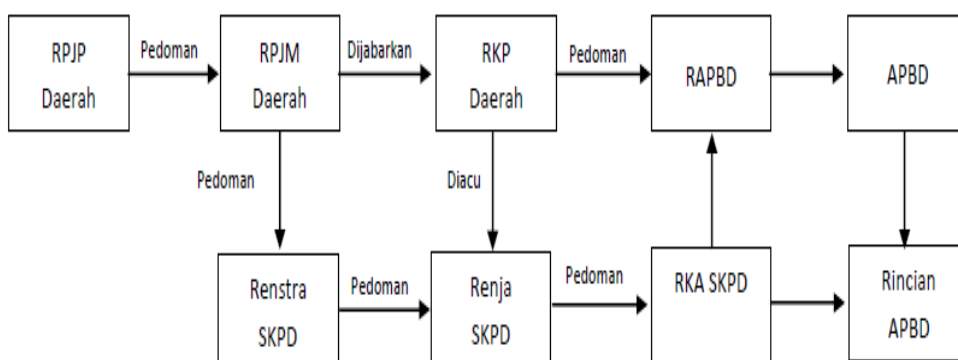 RPJP
Daerah
Pedoman
RPJM
Daerah
Dijabarkan
RKP
Daerah
Pedoman
RAPBD
APBD
Pedoman
Diacu
Renstra
SKPD
Pedoman
Renja
SKPD
Pedoman
RKA SKPD
Rincian
APBD